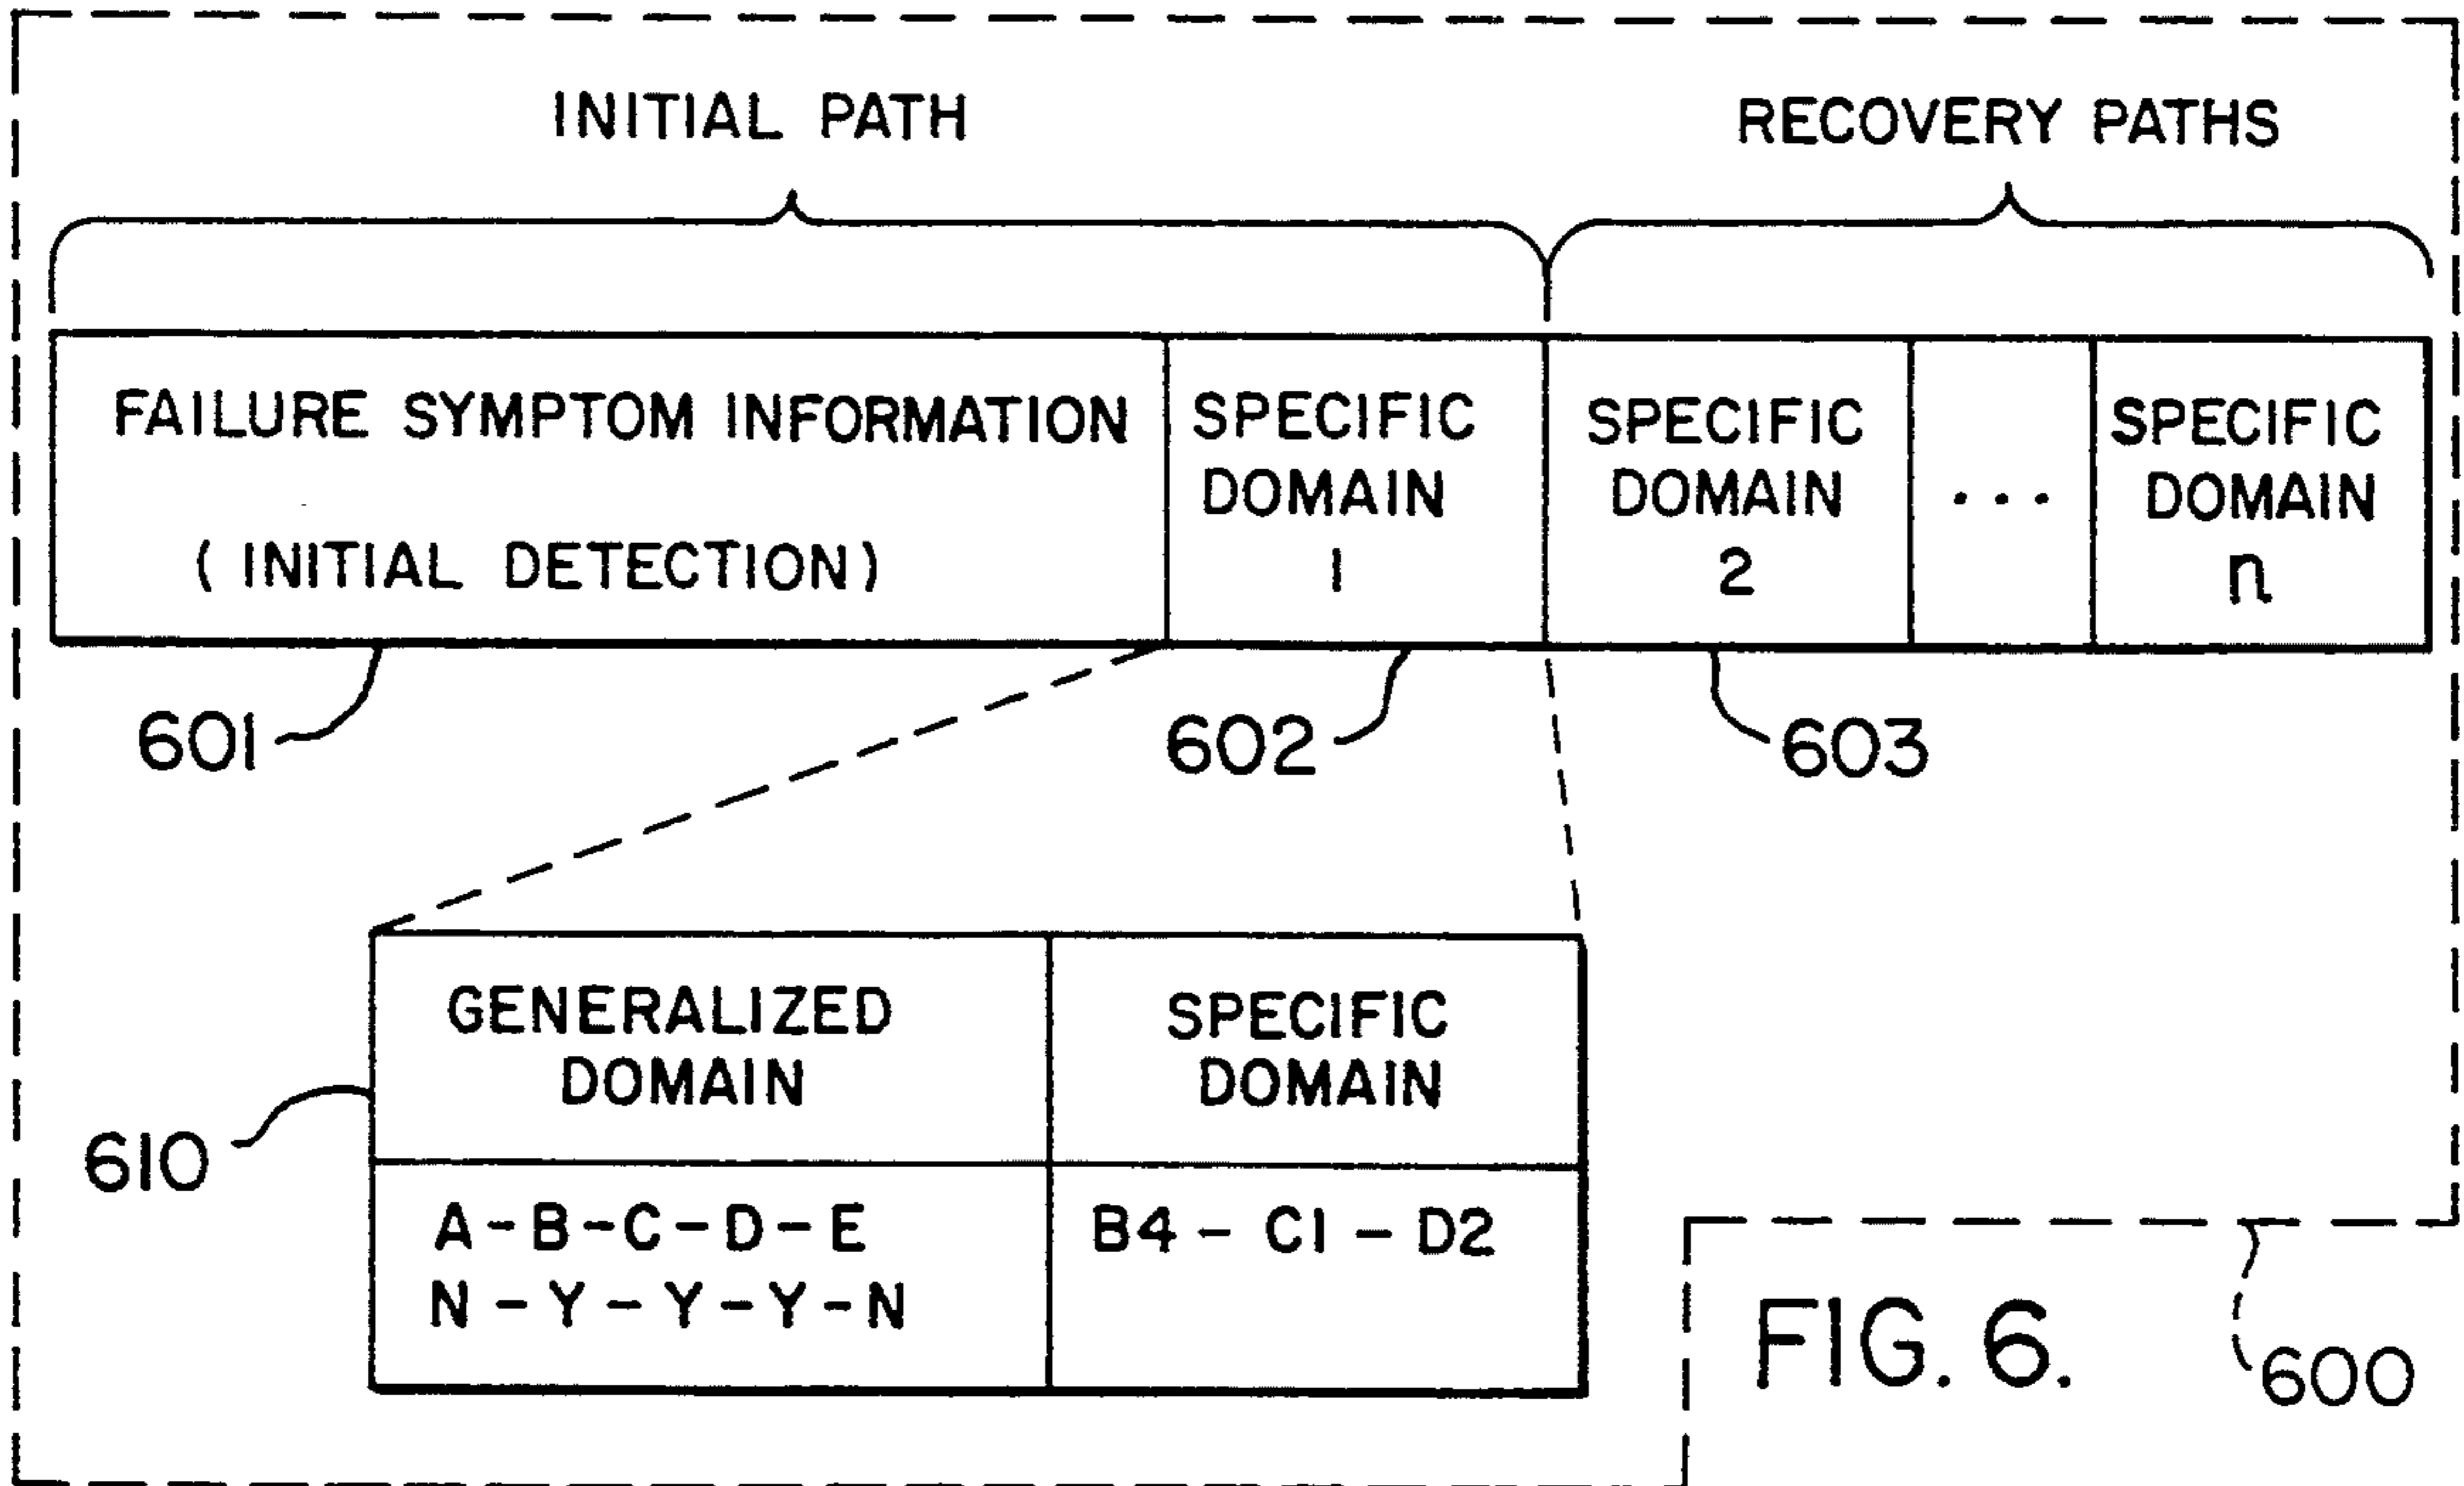 INITIAL PATH
RECOVERY PATHS
FAILURE SYMPTOM INFORMATION
(INITIAL DETECTION)
SPECIFIC
DOMAIN
1
SPECIFIC
DOMAIN
2
...
SPECIFIC
DOMAIN
n
601
602
603
GENERALIZED
DOMAIN
SPECIFIC
DOMAIN
610
A-B-C-D-E
N-Y-Y-Y-N
B4-C1-D2
FIG. 6.
600